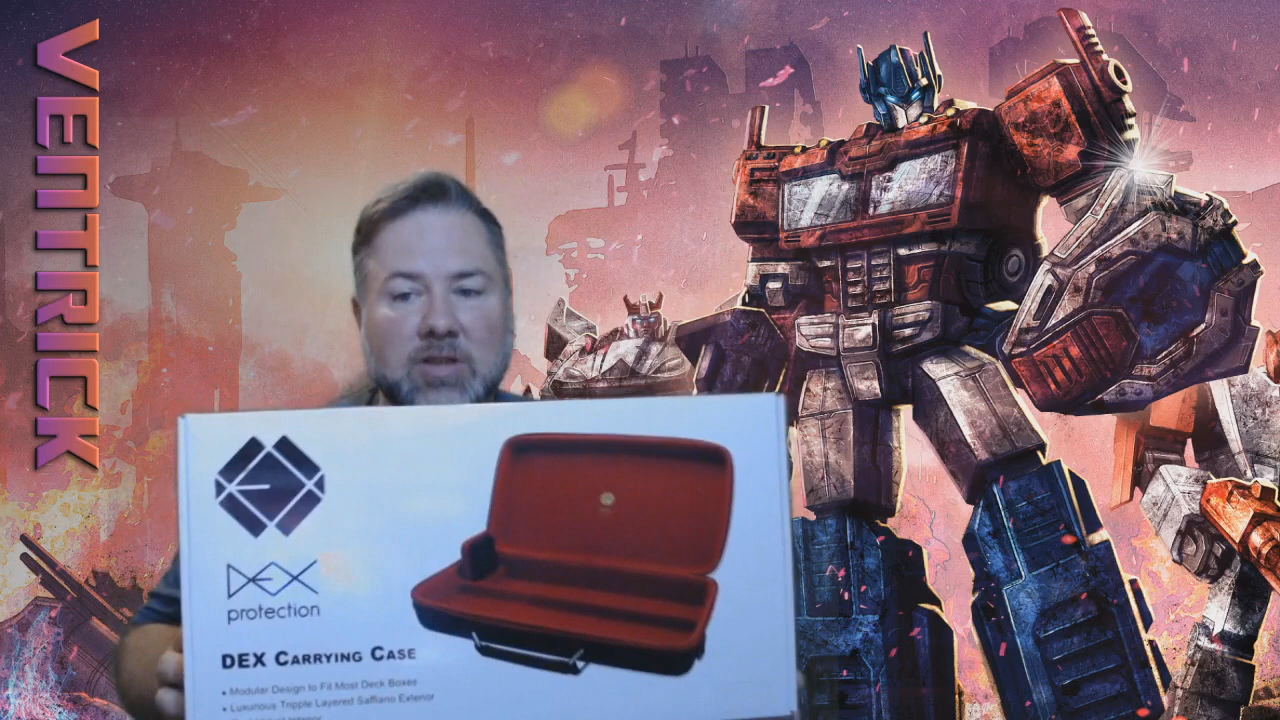 VENTRICK
DEX
protection
DEX CARRYING CASE
• Modular Design to Fit Most Deck Boxes
• Luxurious Tripple Layered Saffiano Exterior